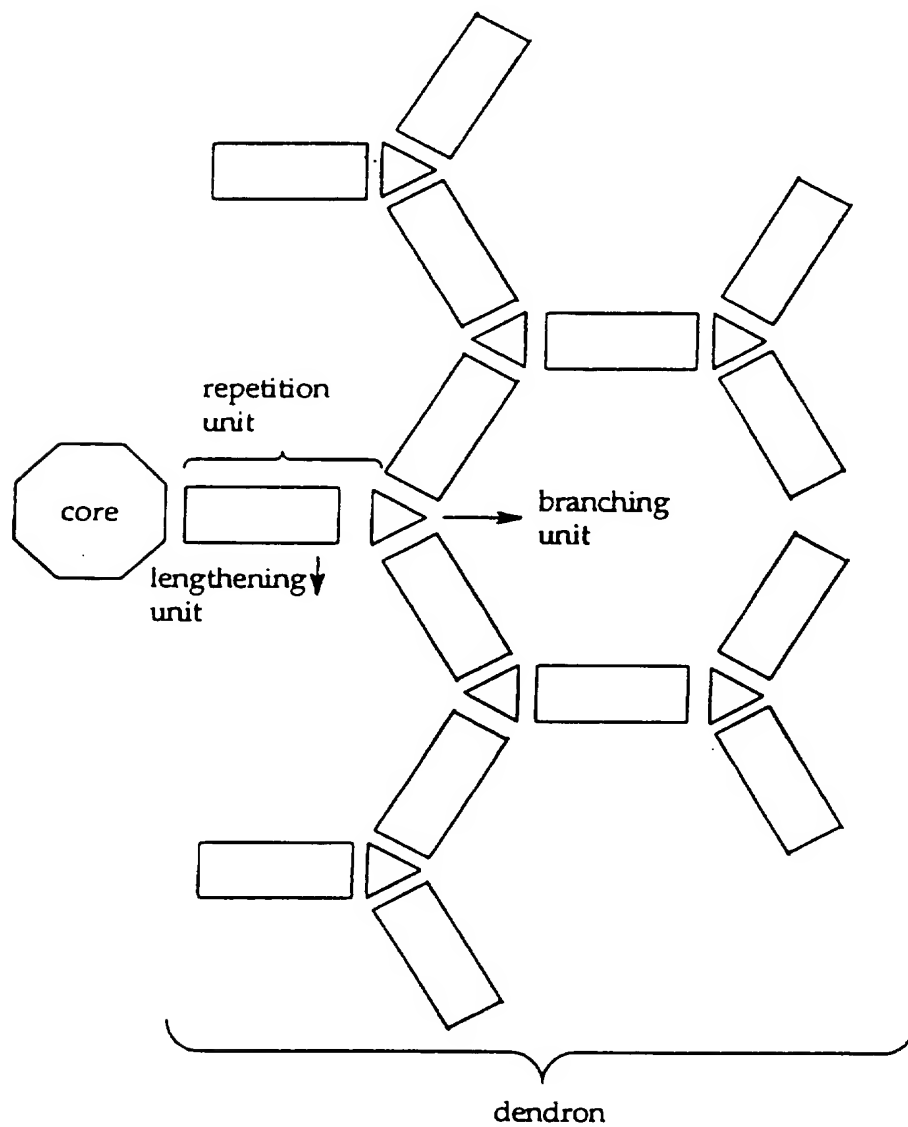 repetition
unit
core
branching
unit
lengthening
unit
dendron